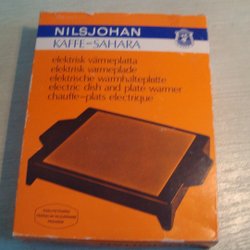 NILSJOHAN
KAFFE-SAHARA
elektrisk värmeplatta
elektrisk varmeplade
elektrische warmhalteplatte
electric dish and plate warmer
chauffe-plats electrique